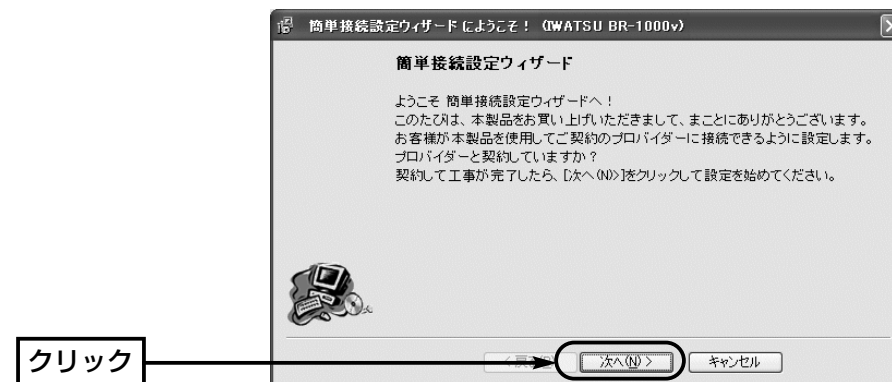 簡単接続設定ウィザード にようこそ！ (IWATSU BR-1000v)
簡単接続設定ウィザード
ようこそ 簡単接続設定ウィザードへ！
このたびは、本製品をお買い上げいただきまして、まことにありがとうございます。
お客様が本製品を使用してご契約のプロバイダーに接続できるように設定します。
プロバイダーと契約していますか？
契約して工事が完了したら、[次へ(N)>]をクリックして設定を始めてください。
クリック
次へ(N) >
キャンセル